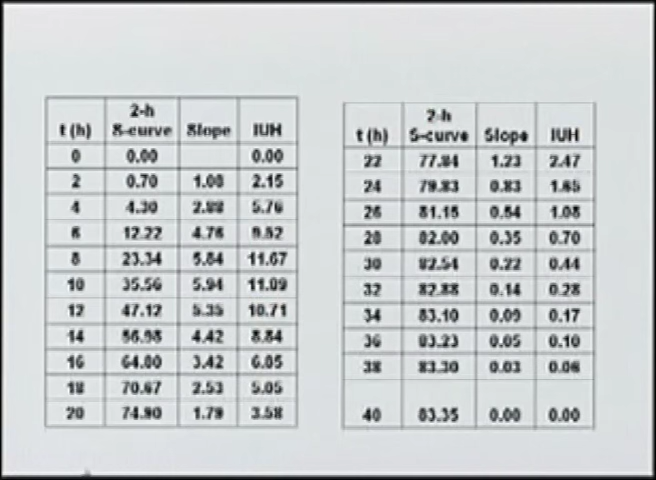 t (h) 2-h S-curve Slope IUH
0 0.00 0.00
2 0.70 1.08 2.15
4 4.30 2.88 5.76
6 12.22 4.76 9.52
8 23.34 5.84 11.67
10 35.56 5.94 11.89
12 47.12 5.35 10.71
14 56.98 4.42 8.84
16 64.80 3.42 6.85
18 70.67 2.53 5.05
20 74.90 1.79 3.58
t (h) 2-h S-curve Slope IUH
22 77.84 1.23 2.47
24 79.83 0.83 1.65
26 81.15 0.54 1.08
28 82.00 0.35 0.70
30 82.54 0.22 0.44
32 82.88 0.14 0.28
34 83.10 0.09 0.17
36 83.23 0.05 0.10
38 83.30 0.03 0.06
40 83.35 0.00 0.00